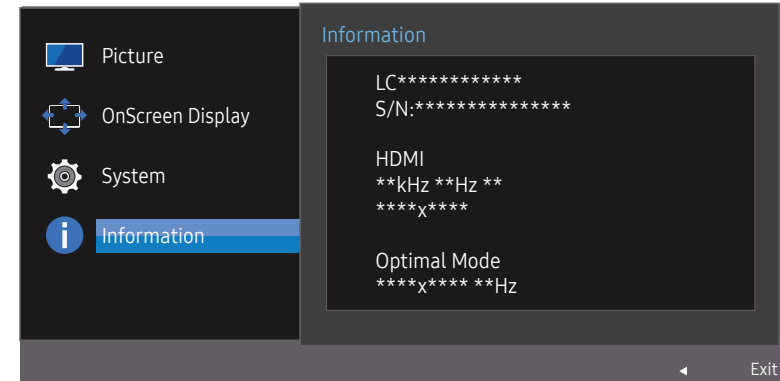 Picture
OnScreen Display
System
Information
Information
LC************
S/N:***************
HDMI
**kHz **Hz **
****x****
Optimal Mode
****x**** **Hz
Exit